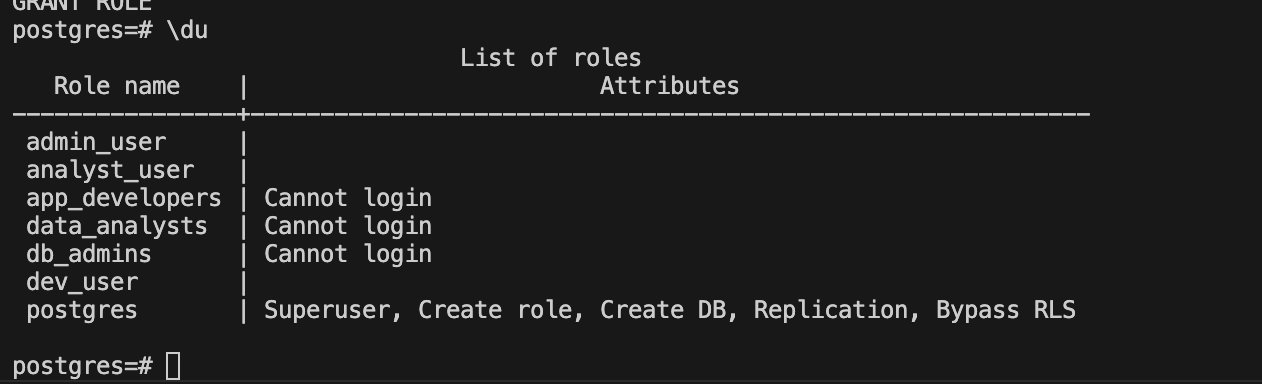 GRANT ROLE
postgres=# \du
List of roles
Role name | Attributes
----------------+------------------------------------------------------------
admin_user |
analyst_user |
app_developers | Cannot login
data_analysts | Cannot login
db_admins | Cannot login
dev_user |
postgres | Superuser, Create role, Create DB, Replication, Bypass RLS
postgres=#